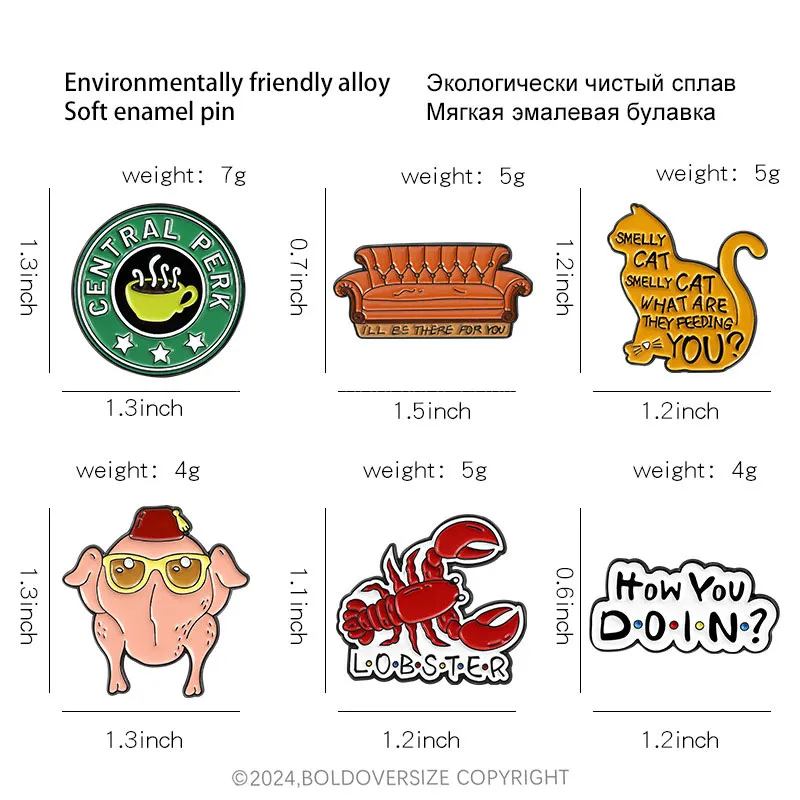 Environmentally friendly alloy
Soft enamel pin
Экологически чистый сплав
Мягкая эмалевая булавка
weight: 7g
weight: 5g
weight: 5g
1.3inch
CENTRAL PERK
0.7inch
I'LL BE THERE FOR YOU
1.2inch
SMELLY
CAT
SMELLY CAT
WHAT ARE
THEY FEEDING
YOU?
1.3inch
1.5inch
1.2inch
weight: 4g
weight: 5g
weight: 4g
1.3inch
1.1inch
L·O·B·S·T·E·R
0.6inch
HOW YOU
D·O·I·N·?
1.3inch
1.2inch
1.2inch
©2024,BOLDOVERSIZE COPYRIGHT